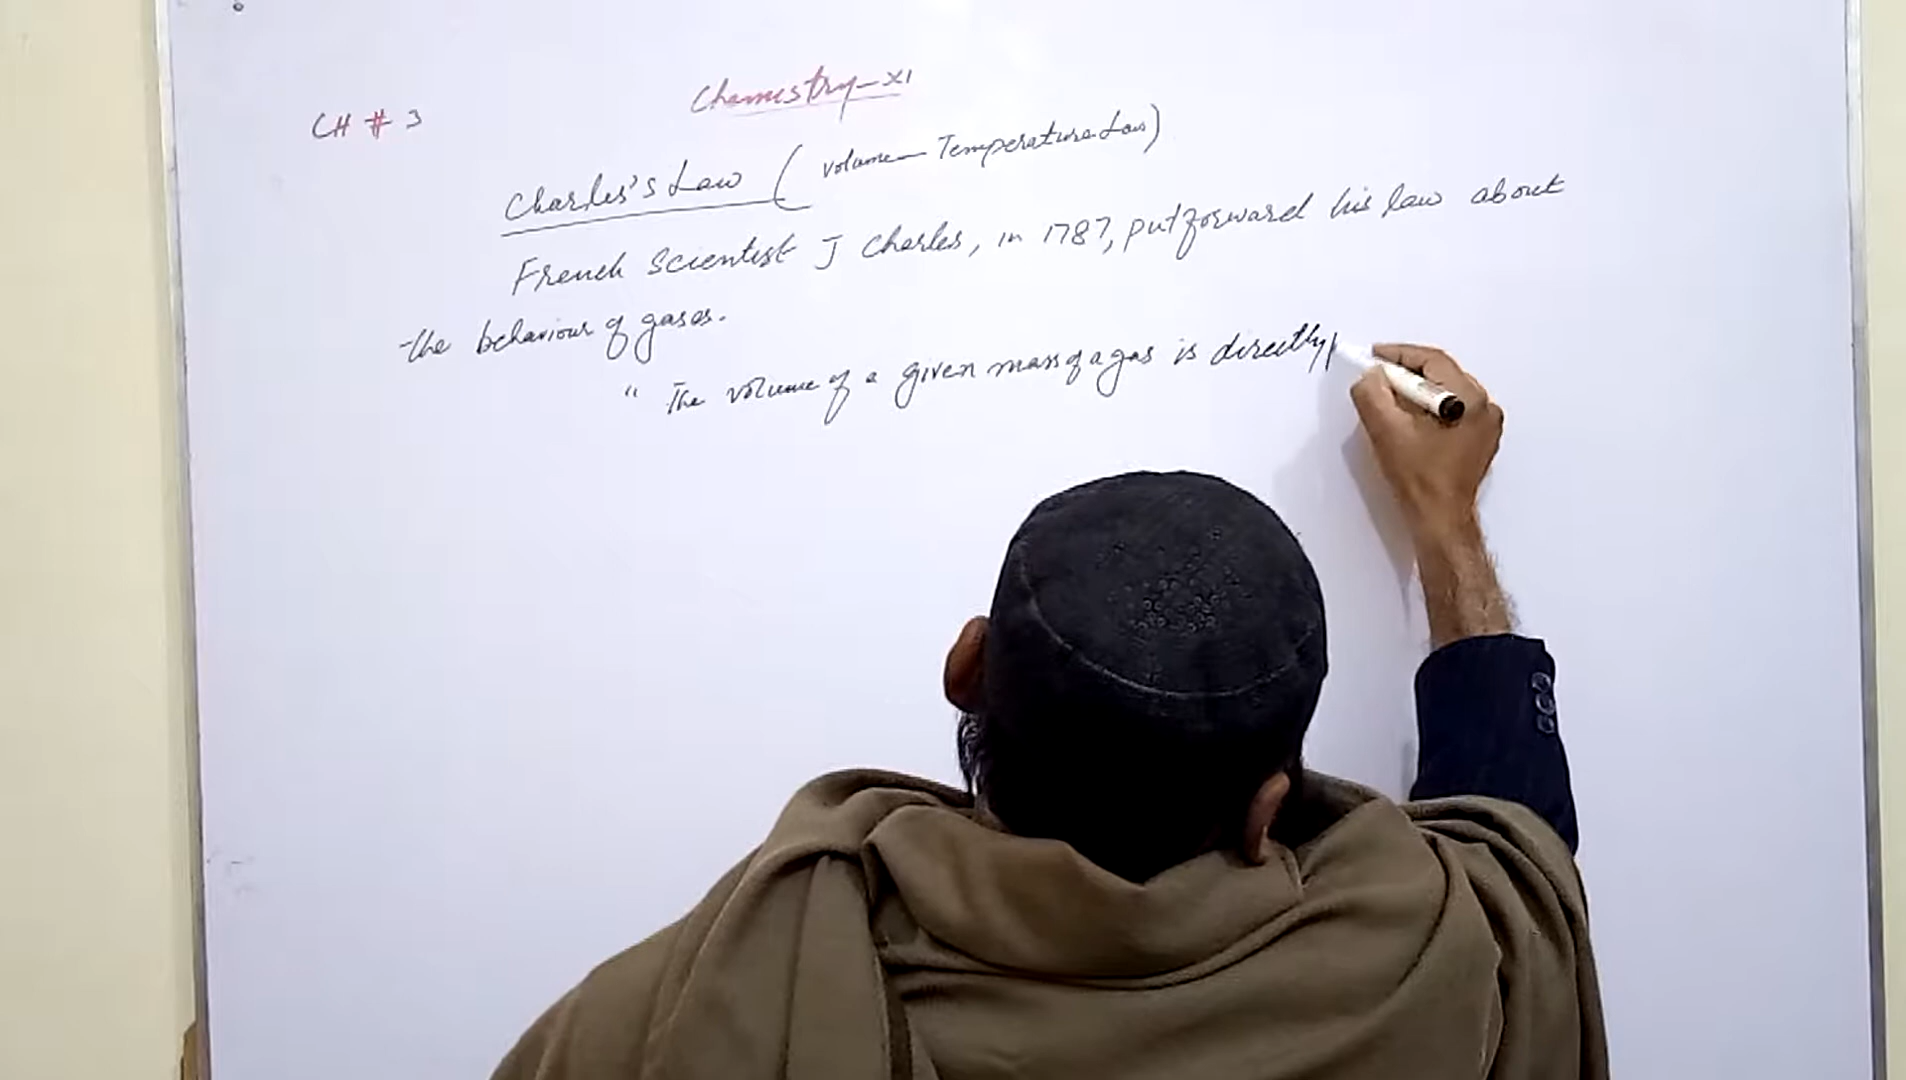 Chemistry-XI
CH # 3
Charles's Law ( Volume - Temperature Law )
French Scientist J Charles, in 1787, put forward his law about
the behaviour of gases.
" The volume of a given mass of a gas is directly p